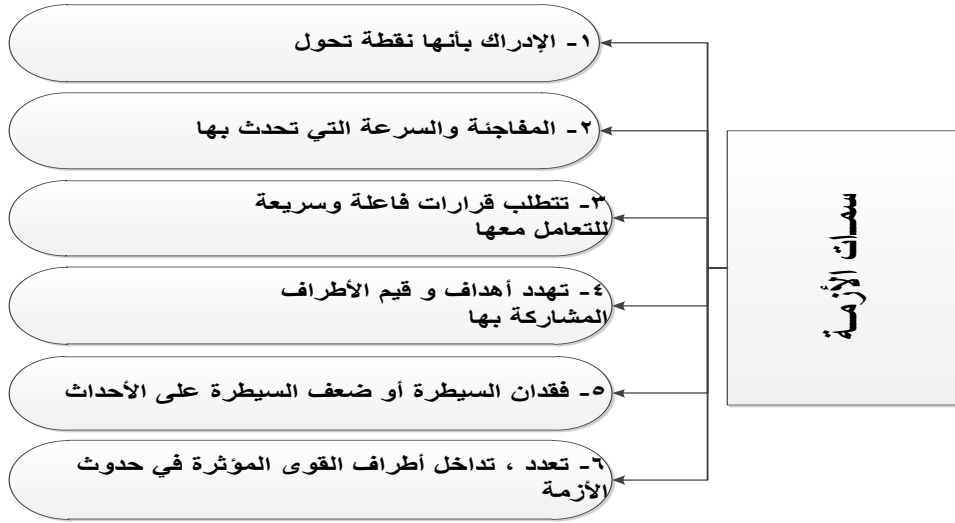 سمات الأزمة
١- الإدراك بأنها نقطة تحول
٢- المفاجئة والسرعة التي تحدث بها
٣- تتطلب قرارات فاعلة وسريعة
للتعامل معها
٤- تهدد أهداف و قيم الأطراف
المشاركة بها
٥- فقدان السيطرة أو ضعف السيطرة على الأحداث
٦- تعدد ، تداخل أطراف القوى المؤثرة في حدوث
الأزمة